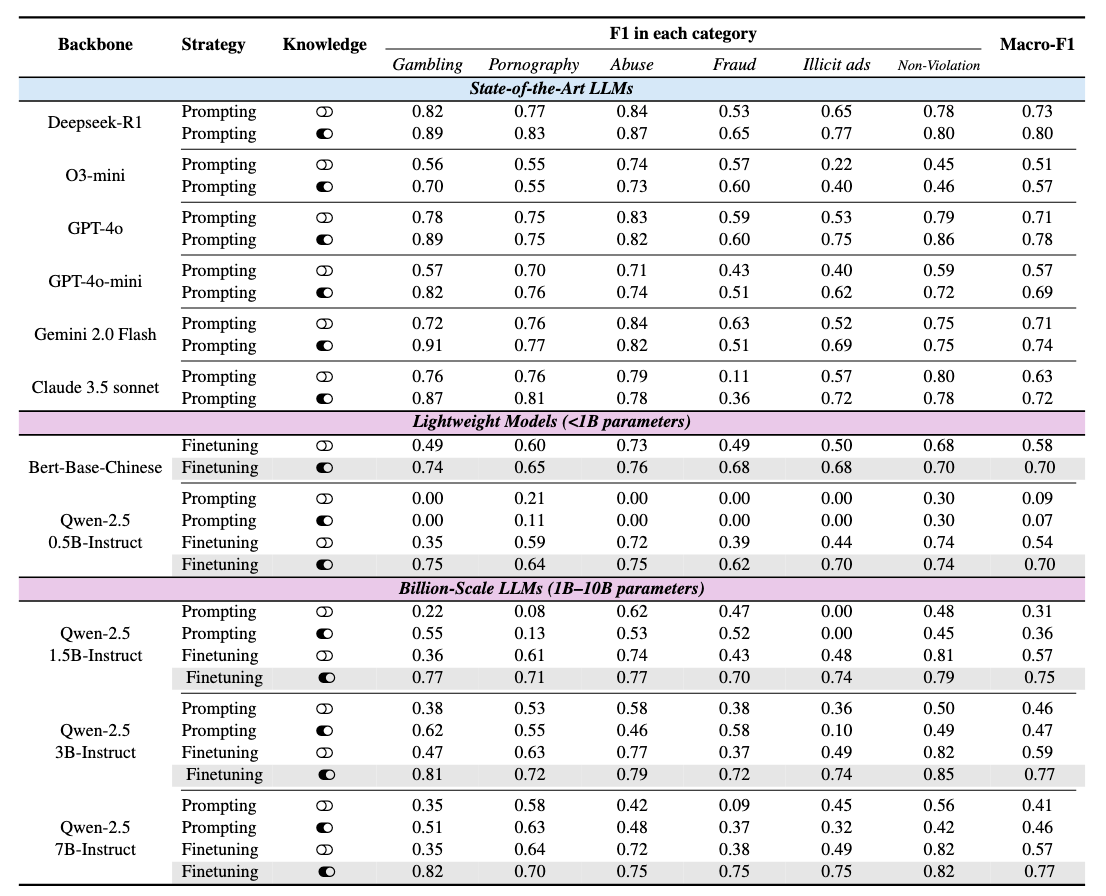 Backbone Strategy Knowledge F1 in each category Macro-F1
Gambling Pornography Abuse Fraud Illicit ads Non-Violation
State-of-the-Art LLMs
Deepseek-R1
Prompting 0.82 0.77 0.84 0.53 0.65 0.78 0.73
Prompting 0.89 0.83 0.87 0.65 0.77 0.80 0.80
O3-mini
Prompting 0.56 0.55 0.74 0.57 0.22 0.45 0.51
Prompting 0.70 0.55 0.73 0.60 0.40 0.46 0.57
GPT-4o
Prompting 0.78 0.75 0.83 0.59 0.53 0.79 0.71
Prompting 0.89 0.75 0.82 0.60 0.75 0.86 0.78
GPT-4o-mini
Prompting 0.57 0.70 0.71 0.43 0.40 0.59 0.57
Prompting 0.82 0.76 0.74 0.51 0.62 0.72 0.69
Gemini 2.0 Flash
Prompting 0.72 0.76 0.84 0.63 0.52 0.75 0.71
Prompting 0.91 0.77 0.82 0.51 0.69 0.75 0.74
Claude 3.5 sonnet
Prompting 0.76 0.76 0.79 0.11 0.57 0.80 0.63
Prompting 0.87 0.81 0.78 0.36 0.72 0.78 0.72
Lightweight Models (<1B parameters)
Finetuning 0.49 0.60 0.73 0.49 0.50 0.68 0.58
Bert-Base-Chinese Finetuning 0.74 0.65 0.76 0.68 0.68 0.70 0.70
Prompting 0.00 0.21 0.00 0.00 0.00 0.30 0.09
Qwen-2.5 Prompting 0.00 0.11 0.00 0.00 0.00 0.30 0.07
0.5B-Instruct Finetuning 0.35 0.59 0.72 0.39 0.44 0.74 0.54
Finetuning 0.75 0.64 0.75 0.62 0.70 0.74 0.70
Billion-Scale LLMs (1B–10B parameters)
Prompting 0.22 0.08 0.62 0.47 0.00 0.48 0.31
Qwen-2.5 Prompting 0.55 0.13 0.53 0.52 0.00 0.45 0.36
1.5B-Instruct Finetuning 0.36 0.61 0.74 0.43 0.48 0.81 0.57
Finetuning 0.77 0.71 0.77 0.70 0.74 0.79 0.75
Prompting 0.38 0.53 0.58 0.38 0.36 0.50 0.46
Qwen-2.5 Prompting 0.62 0.55 0.46 0.58 0.10 0.49 0.47
3B-Instruct Finetuning 0.47 0.63 0.77 0.37 0.49 0.82 0.59
Finetuning 0.81 0.72 0.79 0.72 0.74 0.85 0.77
Prompting 0.35 0.58 0.42 0.09 0.45 0.56 0.41
Qwen-2.5 Prompting 0.51 0.63 0.48 0.37 0.32 0.42 0.46
7B-Instruct Finetuning 0.35 0.64 0.72 0.38 0.49 0.82 0.57
Finetuning 0.82 0.70 0.75 0.75 0.75 0.82 0.77